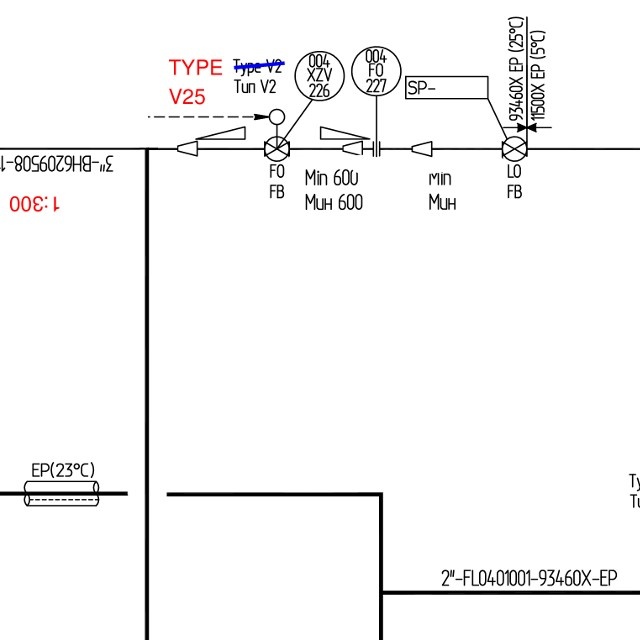 TYPE
V25
Type V2
Тип V2
004
XZV
226
004
FO
227
SP-
93460X EP (25°C)
11500X EP (5°C)
FO
FB
Min 600
Мин 600
min
Мин
LO
FB
3"-BH6209508-1
1:300
EP(23°C)
2"-FL0401001-93460X-EP